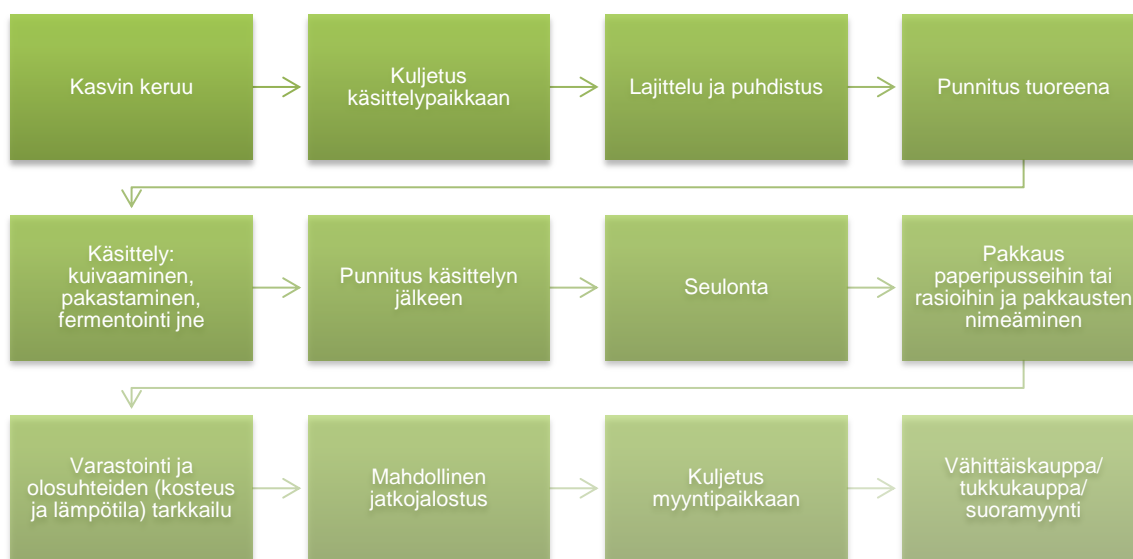 Kasvin keruu
Kuljetus
käsittelypaikkaan
Lajittelu ja puhdistus
Punnitus tuoreena
Käsittely:
kuivaaminen,
pakastaminen,
fermentointi jne
Punnitus käsittelyn
jälkeen
Seulonta
Pakkaus
paperipusseihin tai
rasioihin ja pakkausten
nimeäminen
Varastointi ja
olosuhteiden (kosteus
ja lämpötila) tarkkailu
Mahdollinen
jatkojalostus
Kuljetus
myyntipaikkaan
Vähittäiskauppa/
tukkukauppa/
suoramyynti